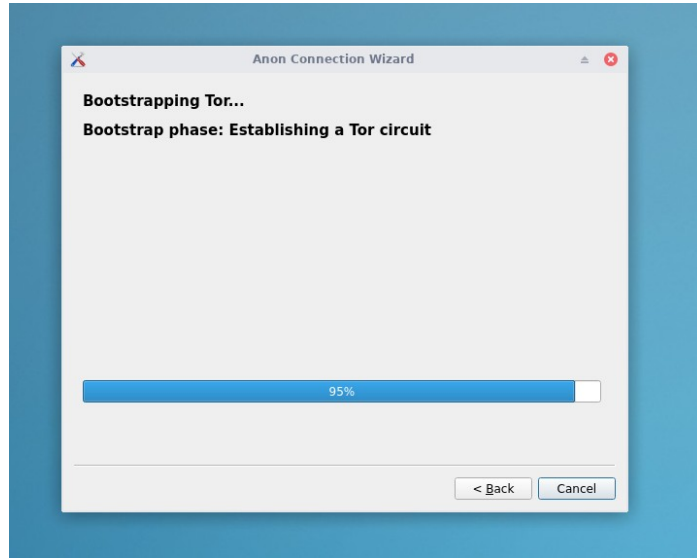 Anon Connection Wizard
Bootstrapping Tor...
Bootstrap phase: Establishing a Tor circuit
95%
< Back
Cancel